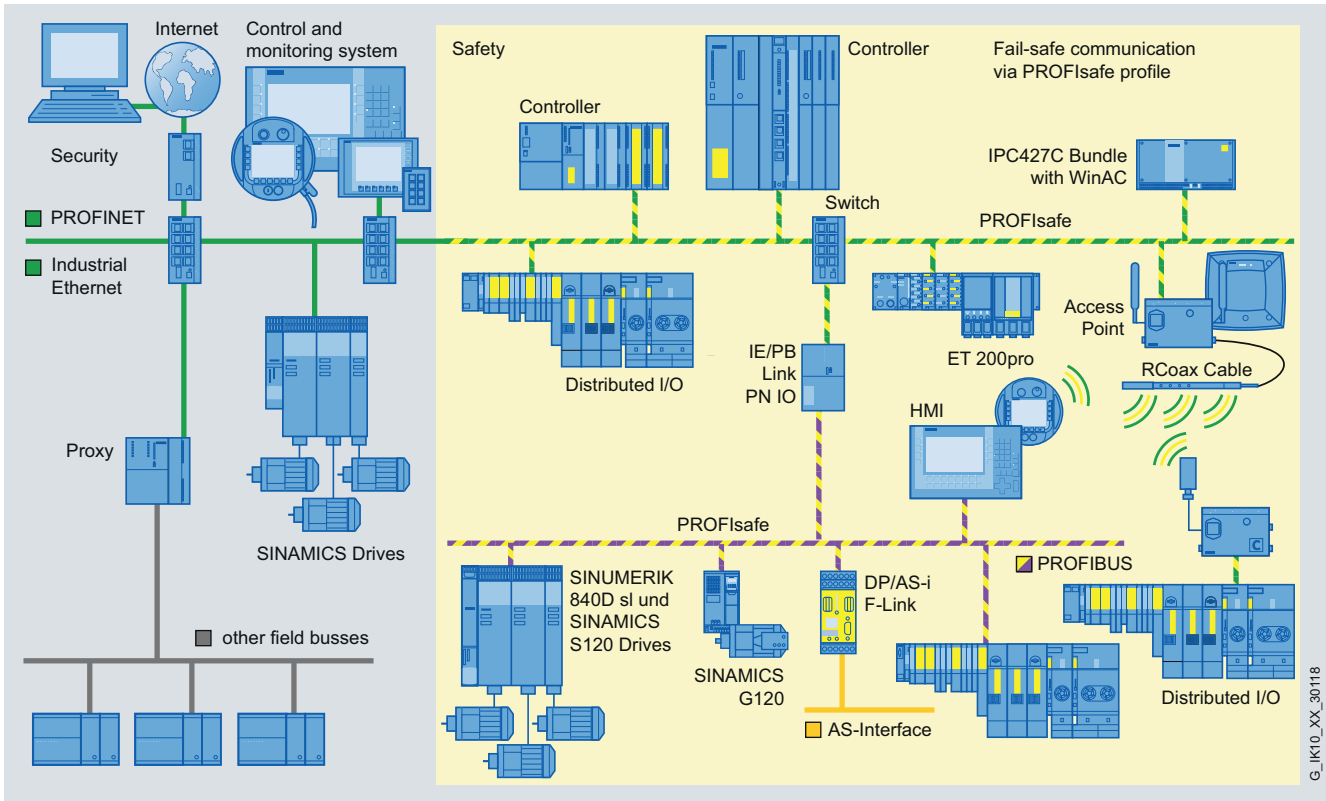 Internet
Control and
monitoring system
Security
PROFINET
Industrial
Ethernet
Proxy
SINAMICS Drives
other field busses
Safety
Controller
Controller
Fail-safe communication
via PROFIsafe profile
IPC427C Bundle
with WinAC
Switch
PROFIsafe
Distributed I/O
IE/PB
Link
PN IO
ET 200pro
Access
Point
RCoax Cable
HMI
PROFIsafe
PROFIBUS
SINUMERIK
840D sl und
SINAMICS
S120 Drives
SINAMICS
G120
DP/AS-i
F-Link
AS-Interface
Distributed I/O
G_IK10_XX_30118